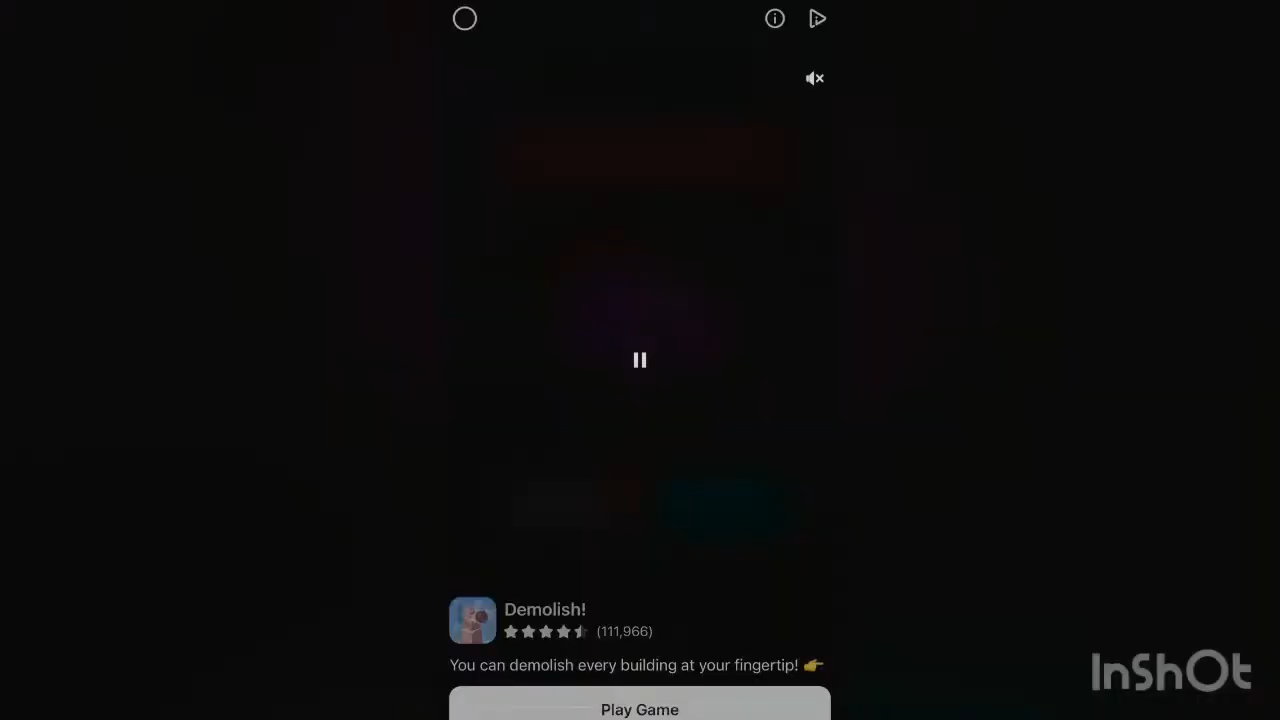 Demolish!
(111,966)
You can demolish every building at your fingertip! 👉
Play Game
InShOt